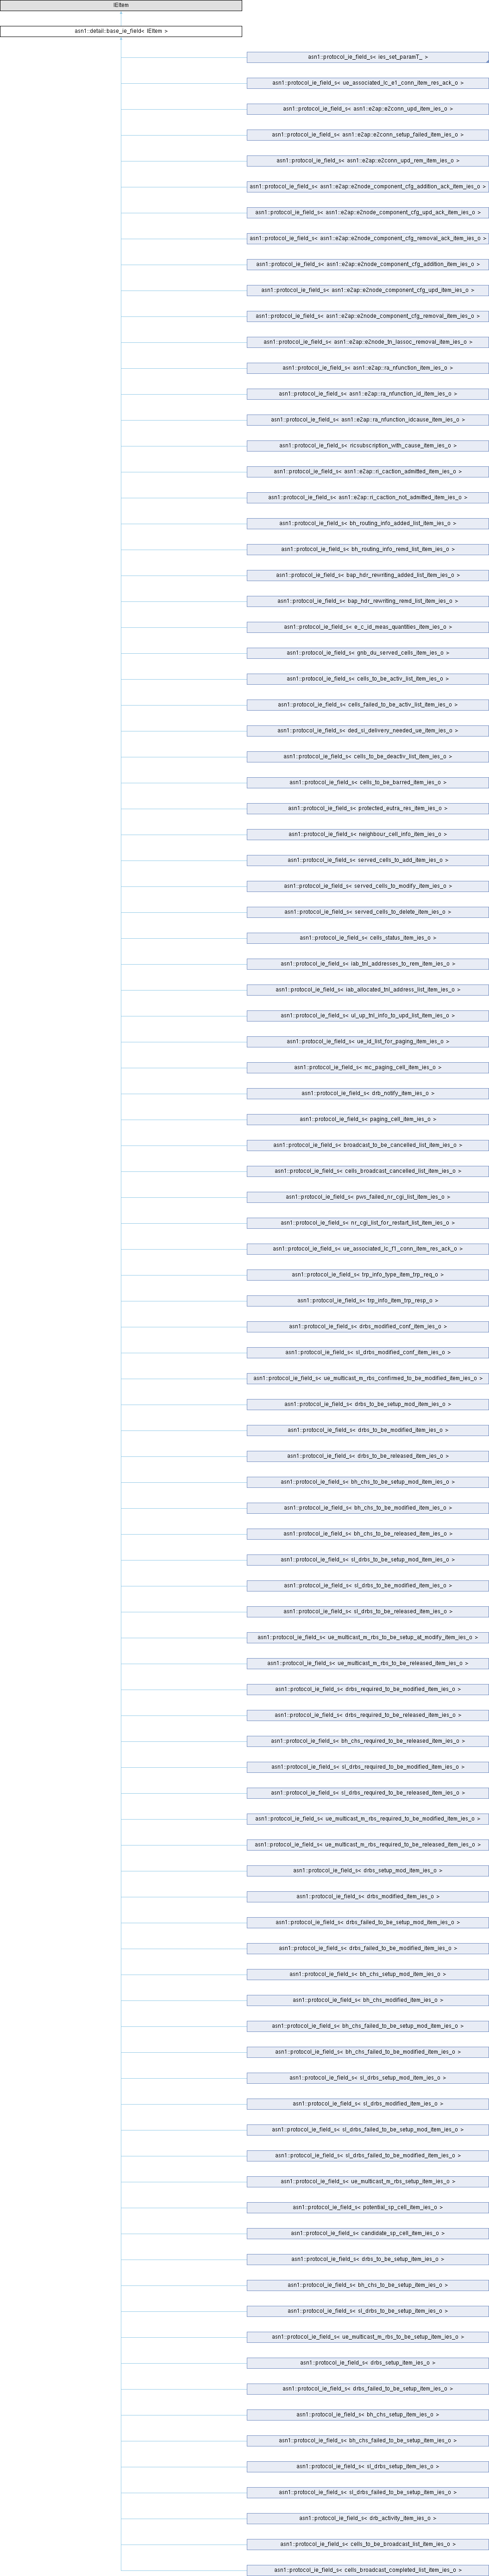 IEItem
asn1::detail::base_ie_field< IEItem >
asn1::protocol_ie_field_s< ies_set_paramT_ >
asn1::protocol_ie_field_s< ue_associated_lc_e1_conn_item_res_ack_o >
asn1::protocol_ie_field_s< asn1::e2ap::e2conn_upd_item_ies_o >
asn1::protocol_ie_field_s< asn1::e2ap::e2conn_setup_failed_item_ies_o >
asn1::protocol_ie_field_s< asn1::e2ap::e2conn_upd_rem_item_ies_o >
asn1::protocol_ie_field_s< asn1::e2ap::e2node_component_cfg_addition_ack_item_ies_o >
asn1::protocol_ie_field_s< asn1::e2ap::e2node_component_cfg_upd_ack_item_ies_o >
asn1::protocol_ie_field_s< asn1::e2ap::e2node_component_cfg_removal_ack_item_ies_o >
asn1::protocol_ie_field_s< asn1::e2ap::e2node_component_cfg_addition_item_ies_o >
asn1::protocol_ie_field_s< asn1::e2ap::e2node_component_cfg_upd_item_ies_o >
asn1::protocol_ie_field_s< asn1::e2ap::e2node_component_cfg_removal_item_ies_o >
asn1::protocol_ie_field_s< asn1::e2ap::e2node_tn_lassoc_removal_item_ies_o >
asn1::protocol_ie_field_s< asn1::e2ap::ra_nfunction_item_ies_o >
asn1::protocol_ie_field_s< asn1::e2ap::ra_nfunction_id_item_ies_o >
asn1::protocol_ie_field_s< asn1::e2ap::ra_nfunction_idcause_item_ies_o >
asn1::protocol_ie_field_s< ricsubscription_with_cause_item_ies_o >
asn1::protocol_ie_field_s< asn1::e2ap::ri_caction_admitted_item_ies_o >
asn1::protocol_ie_field_s< asn1::e2ap::ri_caction_not_admitted_item_ies_o >
asn1::protocol_ie_field_s< bh_routing_info_added_list_item_ies_o >
asn1::protocol_ie_field_s< bh_routing_info_remd_list_item_ies_o >
asn1::protocol_ie_field_s< bap_hdr_rewriting_added_list_item_ies_o >
asn1::protocol_ie_field_s< bap_hdr_rewriting_remd_list_item_ies_o >
asn1::protocol_ie_field_s< e_c_id_meas_quantities_item_ies_o >
asn1::protocol_ie_field_s< gnb_du_served_cells_item_ies_o >
asn1::protocol_ie_field_s< cells_to_be_activ_list_item_ies_o >
asn1::protocol_ie_field_s< cells_failed_to_be_activ_list_item_ies_o >
asn1::protocol_ie_field_s< ded_si_delivery_needed_ue_item_ies_o >
asn1::protocol_ie_field_s< cells_to_be_deactiv_list_item_ies_o >
asn1::protocol_ie_field_s< cells_to_be_barred_item_ies_o >
asn1::protocol_ie_field_s< protected_eutra_res_item_ies_o >
asn1::protocol_ie_field_s< neighbour_cell_info_item_ies_o >
asn1::protocol_ie_field_s< served_cells_to_add_item_ies_o >
asn1::protocol_ie_field_s< served_cells_to_modify_item_ies_o >
asn1::protocol_ie_field_s< served_cells_to_delete_item_ies_o >
asn1::protocol_ie_field_s< cells_status_item_ies_o >
asn1::protocol_ie_field_s< iab_tnl_addresses_to_rem_item_ies_o >
asn1::protocol_ie_field_s< iab_allocated_tnl_address_list_item_ies_o >
asn1::protocol_ie_field_s< ul_up_tnl_info_to_upd_list_item_ies_o >
asn1::protocol_ie_field_s< ue_id_list_for_paging_item_ies_o >
asn1::protocol_ie_field_s< mc_paging_cell_item_ies_o >
asn1::protocol_ie_field_s< drb_notify_item_ies_o >
asn1::protocol_ie_field_s< paging_cell_item_ies_o >
asn1::protocol_ie_field_s< broadcast_to_be_cancelled_list_item_ies_o >
asn1::protocol_ie_field_s< cells_broadcast_cancelled_list_item_ies_o >
asn1::protocol_ie_field_s< pws_failed_nr_cgi_list_item_ies_o >
asn1::protocol_ie_field_s< nr_cgi_list_for_restart_list_item_ies_o >
asn1::protocol_ie_field_s< ue_associated_lc_f1_conn_item_res_ack_o >
asn1::protocol_ie_field_s< trp_info_type_item_trp_req_o >
asn1::protocol_ie_field_s< trp_info_item_trp_resp_o >
asn1::protocol_ie_field_s< drbs_modified_conf_item_ies_o >
asn1::protocol_ie_field_s< sl_drbs_modified_conf_item_ies_o >
asn1::protocol_ie_field_s< ue_multicast_m_rbs_confirmed_to_be_modified_item_ies_o >
asn1::protocol_ie_field_s< drbs_to_be_setup_mod_item_ies_o >
asn1::protocol_ie_field_s< drbs_to_be_modified_item_ies_o >
asn1::protocol_ie_field_s< drbs_to_be_released_item_ies_o >
asn1::protocol_ie_field_s< bh_chs_to_be_setup_mod_item_ies_o >
asn1::protocol_ie_field_s< bh_chs_to_be_modified_item_ies_o >
asn1::protocol_ie_field_s< bh_chs_to_be_released_item_ies_o >
asn1::protocol_ie_field_s< sl_drbs_to_be_setup_mod_item_ies_o >
asn1::protocol_ie_field_s< sl_drbs_to_be_modified_item_ies_o >
asn1::protocol_ie_field_s< sl_drbs_to_be_released_item_ies_o >
asn1::protocol_ie_field_s< ue_multicast_m_rbs_to_be_setup_at_modify_item_ies_o >
asn1::protocol_ie_field_s< ue_multicast_m_rbs_to_be_released_item_ies_o >
asn1::protocol_ie_field_s< drbs_required_to_be_modified_item_ies_o >
asn1::protocol_ie_field_s< drbs_required_to_be_released_item_ies_o >
asn1::protocol_ie_field_s< bh_chs_required_to_be_released_item_ies_o >
asn1::protocol_ie_field_s< sl_drbs_required_to_be_modified_item_ies_o >
asn1::protocol_ie_field_s< sl_drbs_required_to_be_released_item_ies_o >
asn1::protocol_ie_field_s< ue_multicast_m_rbs_required_to_be_modified_item_ies_o >
asn1::protocol_ie_field_s< ue_multicast_m_rbs_required_to_be_released_item_ies_o >
asn1::protocol_ie_field_s< drbs_setup_mod_item_ies_o >
asn1::protocol_ie_field_s< drbs_modified_item_ies_o >
asn1::protocol_ie_field_s< drbs_failed_to_be_setup_mod_item_ies_o >
asn1::protocol_ie_field_s< drbs_failed_to_be_modified_item_ies_o >
asn1::protocol_ie_field_s< bh_chs_setup_mod_item_ies_o >
asn1::protocol_ie_field_s< bh_chs_modified_item_ies_o >
asn1::protocol_ie_field_s< bh_chs_failed_to_be_setup_mod_item_ies_o >
asn1::protocol_ie_field_s< bh_chs_failed_to_be_modified_item_ies_o >
asn1::protocol_ie_field_s< sl_drbs_setup_mod_item_ies_o >
asn1::protocol_ie_field_s< sl_drbs_modified_item_ies_o >
asn1::protocol_ie_field_s< sl_drbs_failed_to_be_setup_mod_item_ies_o >
asn1::protocol_ie_field_s< sl_drbs_failed_to_be_modified_item_ies_o >
asn1::protocol_ie_field_s< ue_multicast_m_rbs_setup_item_ies_o >
asn1::protocol_ie_field_s< potential_sp_cell_item_ies_o >
asn1::protocol_ie_field_s< candidate_sp_cell_item_ies_o >
asn1::protocol_ie_field_s< drbs_to_be_setup_item_ies_o >
asn1::protocol_ie_field_s< bh_chs_to_be_setup_item_ies_o >
asn1::protocol_ie_field_s< sl_drbs_to_be_setup_item_ies_o >
asn1::protocol_ie_field_s< ue_multicast_m_rbs_to_be_setup_item_ies_o >
asn1::protocol_ie_field_s< drbs_setup_item_ies_o >
asn1::protocol_ie_field_s< drbs_failed_to_be_setup_item_ies_o >
asn1::protocol_ie_field_s< bh_chs_setup_item_ies_o >
asn1::protocol_ie_field_s< bh_chs_failed_to_be_setup_item_ies_o >
asn1::protocol_ie_field_s< sl_drbs_setup_item_ies_o >
asn1::protocol_ie_field_s< sl_drbs_failed_to_be_setup_item_ies_o >
asn1::protocol_ie_field_s< drb_activity_item_ies_o >
asn1::protocol_ie_field_s< cells_to_be_broadcast_list_item_ies_o >
asn1::protocol_ie_field_s< cells_broadcast_completed_list_item_ies_o >